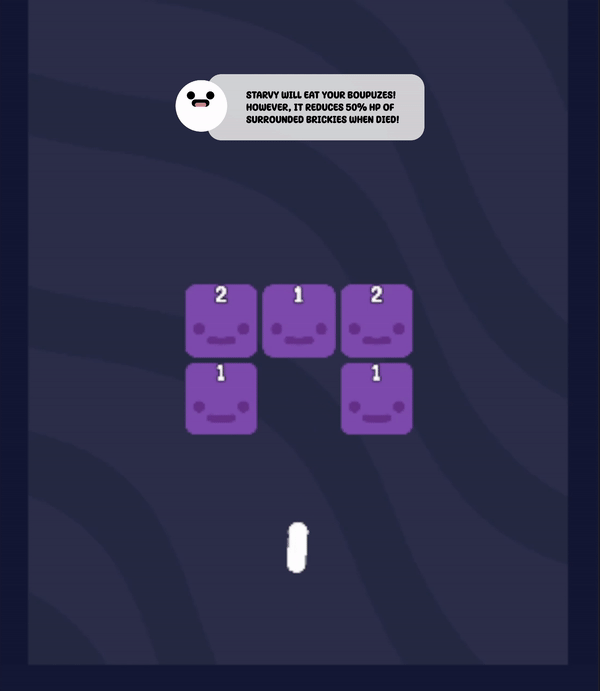 STARVY WILL EAT YOUR BOUPUZES!
HOWEVER, IT REDUCES 50% HP OF
SURROUNDED BRICKIES WHEN DIED!
2 1 2
1 1